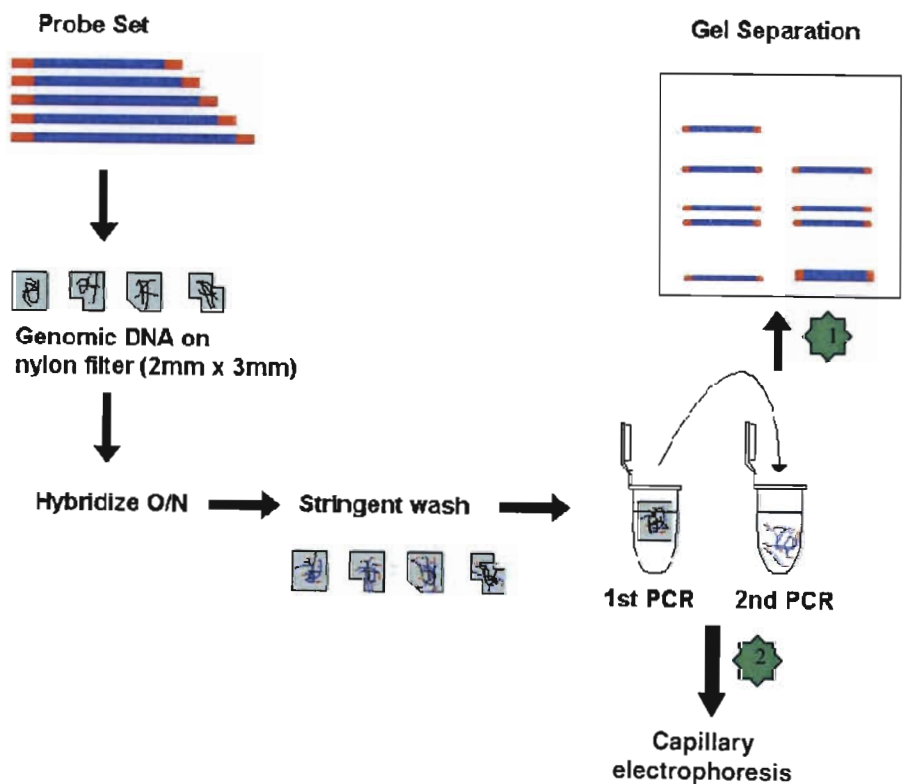 Probe Set
Gel Separation
Genomic DNA on
nylon filter (2mm x 3mm)
1
Hybridize O/N
Stringent wash
1st PCR
2nd PCR
2
Capillary
electrophoresis